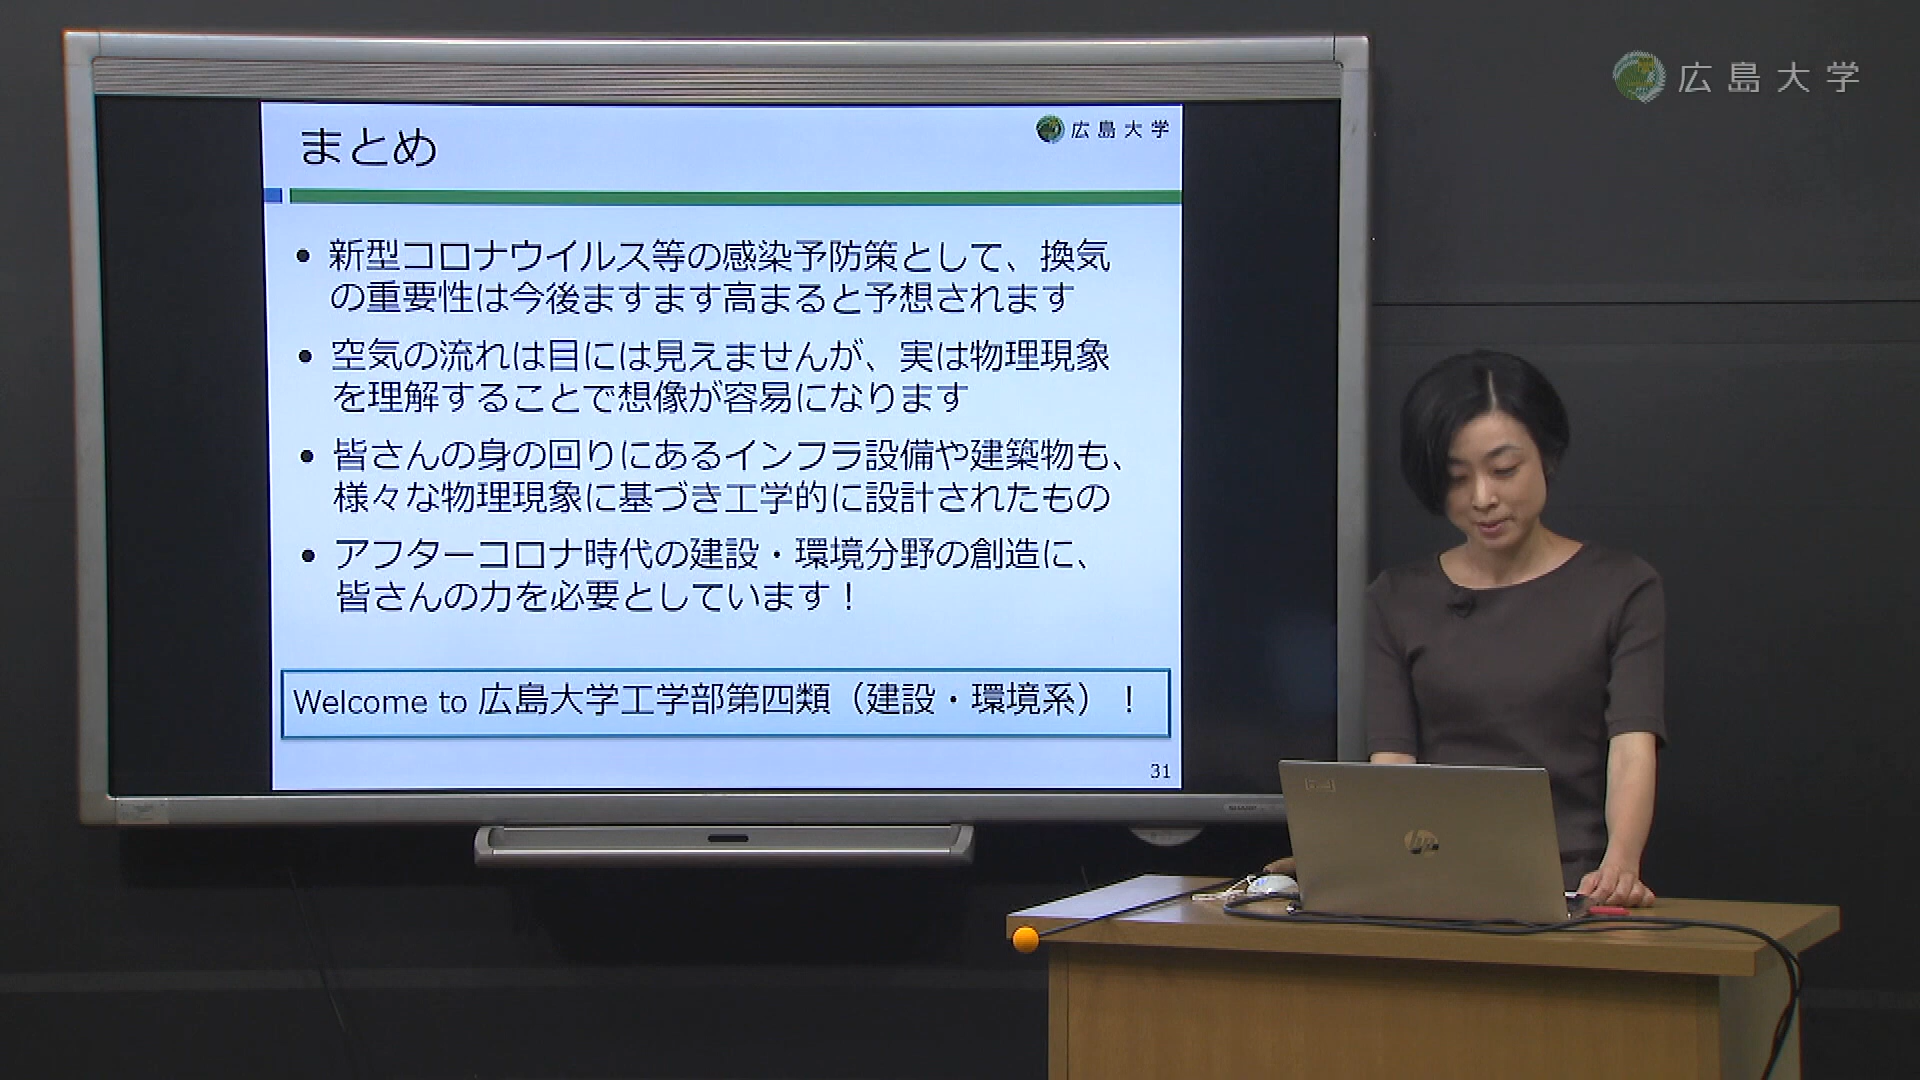 広島大学
まとめ
広島大学
• 新型コロナウイルス等の感染予防策として、換気
の重要性は今後ますます高まると予想されます
• 空気の流れは目には見えませんが、実は物理現象
を理解することで想像が容易になります
• 皆さんの身の回りにあるインフラ設備や建築物も、
様々な物理現象に基づき工学的に設計されたもの
• アフターコロナ時代の建設・環境分野の創造に、
皆さんの力を必要としています！
Welcome to 広島大学工学部第四類（建設・環境系）！
31
SHARP
hp